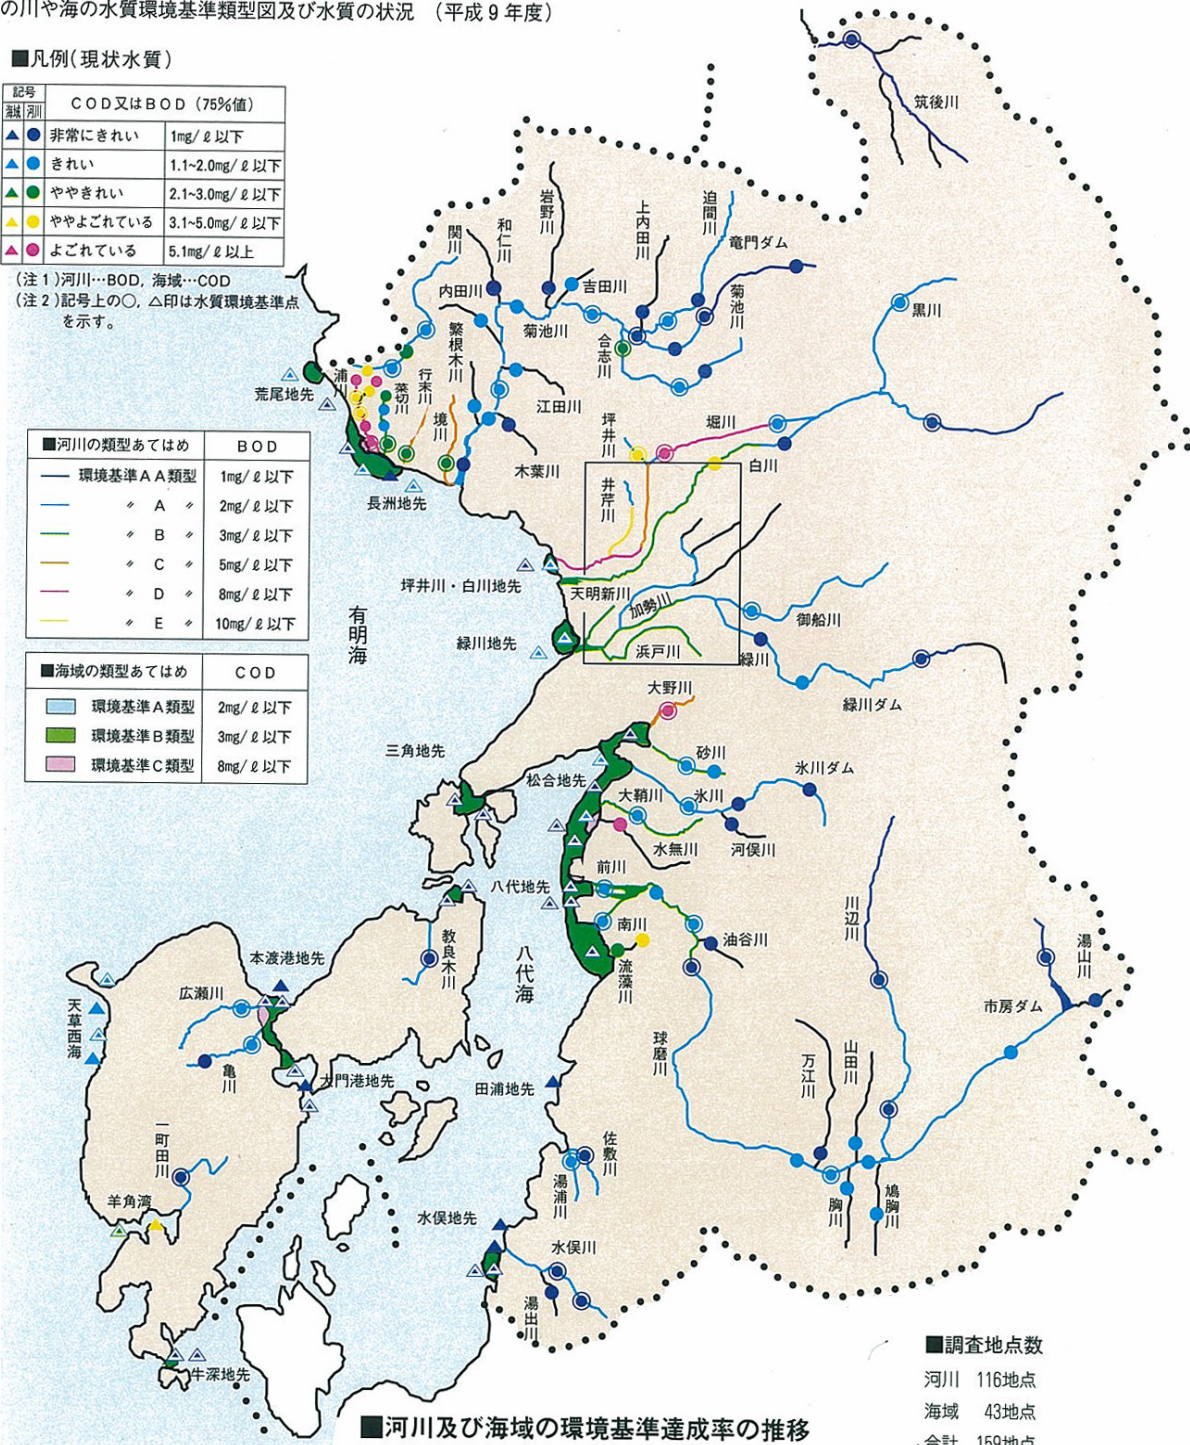 の川や海の水質環境基準類型図及び水質の状況 (平成9年度)
■凡例(現状水質)
記号
海域 河川
COD又はBOD (75%値)
非常にきれい 1mg/ℓ以下
きれい 1.1~2.0mg/ℓ以下
ややきれい 2.1~3.0mg/ℓ以下
ややよごれている 3.1~5.0mg/ℓ以下
よごれている 5.1mg/ℓ以上
(注1)河川…BOD, 海域…COD
(注2)記号上の○, △印は水質環境基準点
を示す。
筑後川
岩野川
迫間川
上内田川
和仁川
関川
竜門ダム
内田川
吉田川
菊池川
菊池川
黒川
繁根木川
合志川
浦川
荒尾地先
菜切川
行末川
境川
江田川
坪井川
堀川
白川
木葉川
井芹川
長洲地先
■河川の類型あてはめ BOD
環境基準AA類型 1mg/ℓ以下
〃 A 〃 2mg/ℓ以下
〃 B 〃 3mg/ℓ以下
〃 C 〃 5mg/ℓ以下
〃 D 〃 8mg/ℓ以下
〃 E 〃 10mg/ℓ以下
坪井川・白川地先
天明新川
加勢川
御船川
有明海
緑川地先
浜戸川
緑川
緑川ダム
■海域の類型あてはめ COD
環境基準A類型 2mg/ℓ以下
環境基準B類型 3mg/ℓ以下
環境基準C類型 8mg/ℓ以下
大野川
三角地先
砂川
松合地先
氷川ダム
大鞘川
氷川
水無川
河俣川
前川
八代地先
川辺川
南川
油谷川
教良木川
八代海
流藻川
湯山川
本渡港地先
広瀬川
天草西海
市房ダム
球磨川
万江川
山田川
亀川
大門港地先
田浦地先
一町田川
佐敷川
湯浦川
羊角湾
胸川
鳩胸川
水俣地先
水俣川
湯出川
牛深地先
■調査地点数
河川 116地点
海域 43地点
合計 159地点
■河川及び海域の環境基準達成率の推移